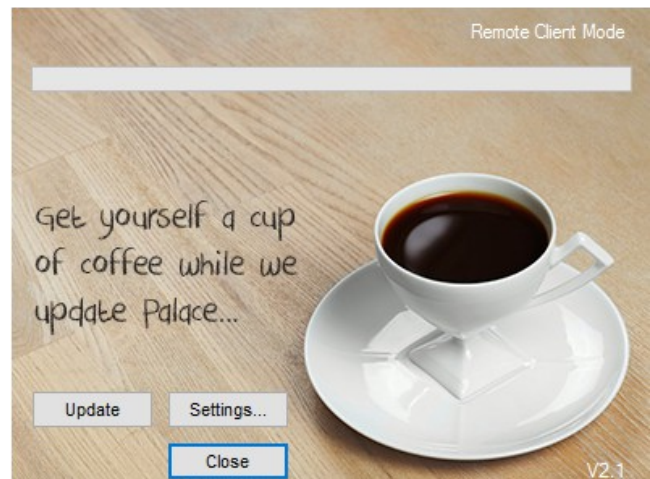 Remote Client Mode
Get yourself a cup
of coffee while we
update Palace...
Update
Settings...
Close
V2.1